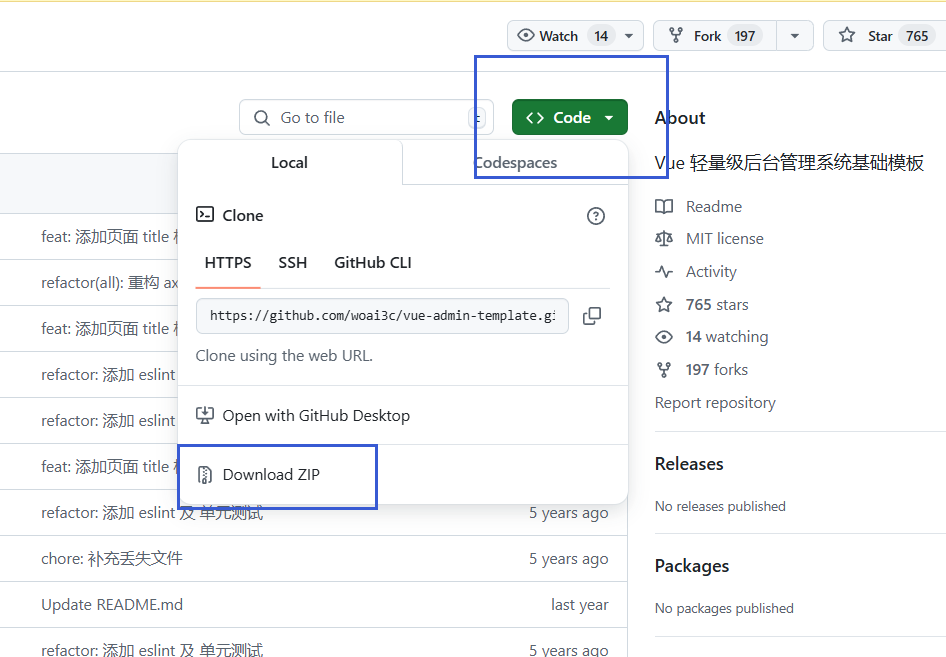 Watch 14
Fork 197
Star 765
Go to file
Code
About
Local
Codespaces
Vue 轻量级后台管理系统基础模板
Clone
Readme
feat: 添加页面 title
MIT license
HTTPS
SSH
GitHub CLI
Activity
refactor(all): 重构 ax
https://github.com/woai3c/vue-admin-template.gi
765 stars
feat: 添加页面 title
14 watching
Clone using the web URL.
197 forks
refactor: 添加 eslint
Report repository
Open with GitHub Desktop
refactor: 添加 eslint
Releases
feat: 添加页面 title
Download ZIP
No releases published
refactor: 添加 eslint 及 单元测试
5 years ago
chore: 补充丢失文件
5 years ago
Packages
Update README.md
last year
No packages published
refactor: 添加 eslint 及 单元测试
5 years ago